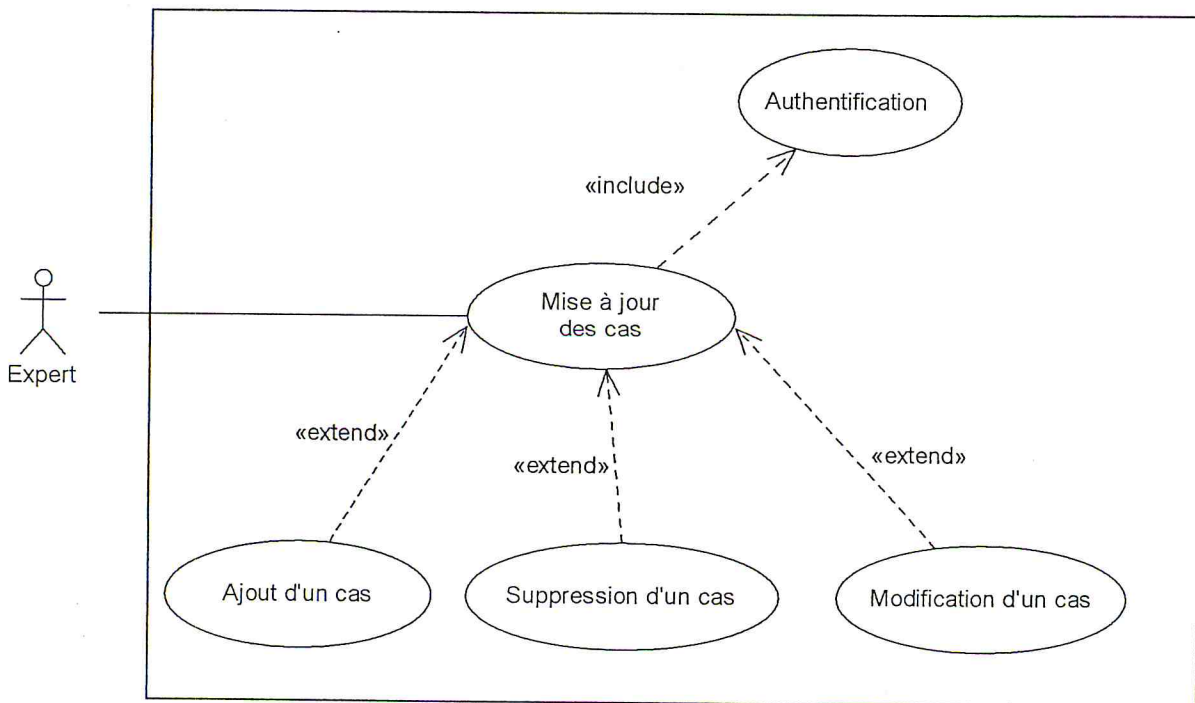 Authentification
«include»
Mise à jour
des cas
Expert
«extend»
«extend»
«extend»
Ajout d'un cas
Suppression d'un cas
Modification d'un cas